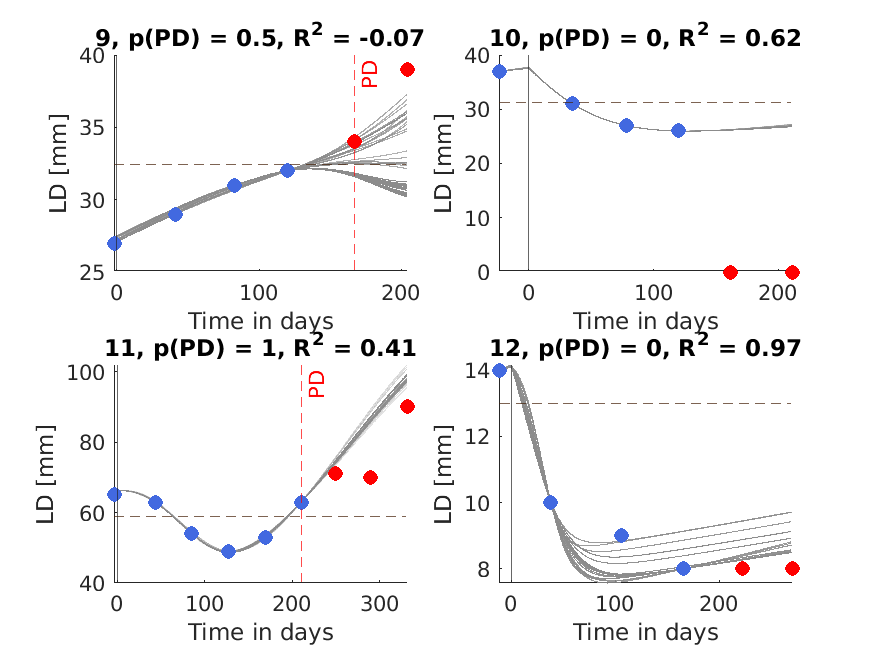 9, p(PD) = 0.5, R² = -0.07
40
35
30
25
LD [mm]
PD
0
100
200
Time in days
10, p(PD) = 0, R² = 0.62
40
30
20
10
0
LD [mm]
0
100
200
Time in days
11, p(PD) = 1, R² = 0.41
100
80
60
40
LD [mm]
PD
0
100
200
300
Time in days
12, p(PD) = 0, R² = 0.97
14
12
10
8
LD [mm]
0
100
200
Time in days